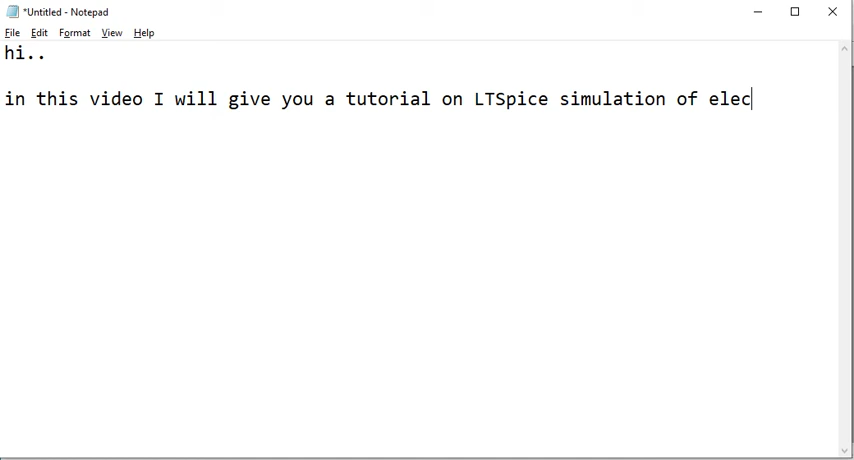 *Untitled - Notepad
File Edit Format View Help
hi..
in this video I will give you a tutorial on LTSpice simulation of elec